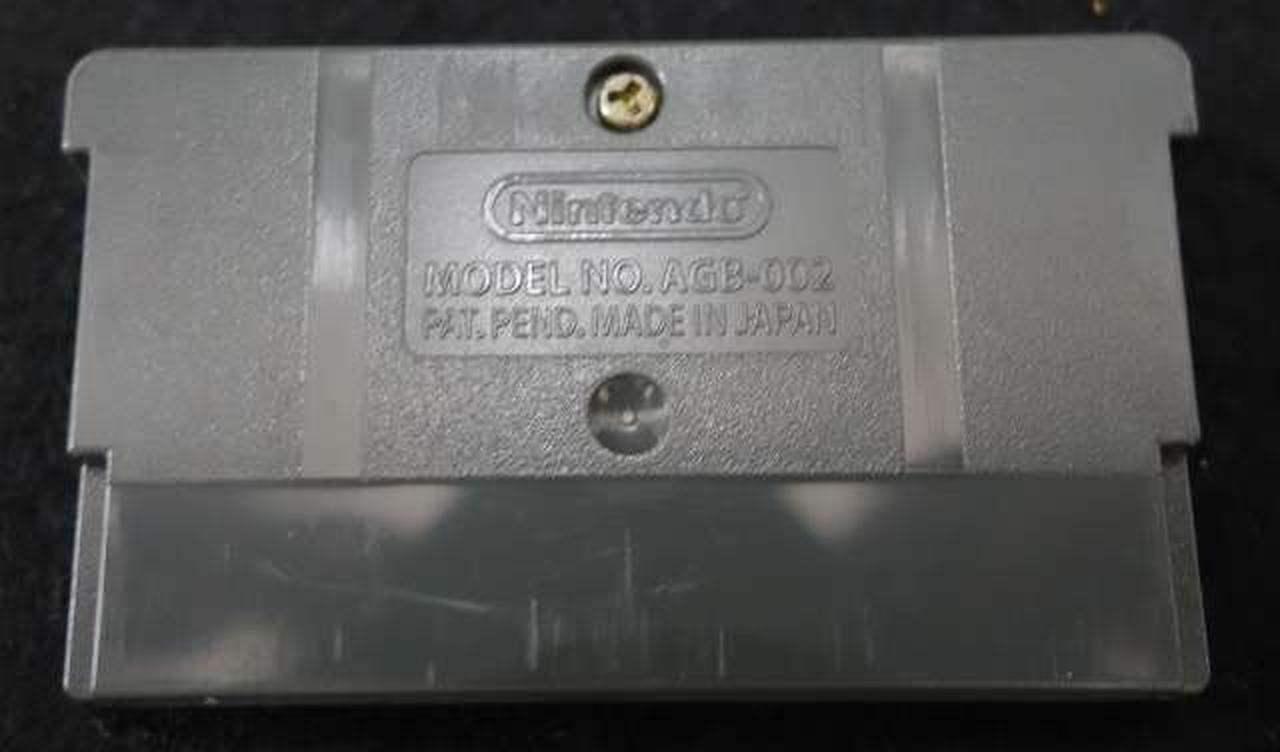 Nintendo
MODEL NO. AGB-002
PAT. PEND. MADE IN JAPAN